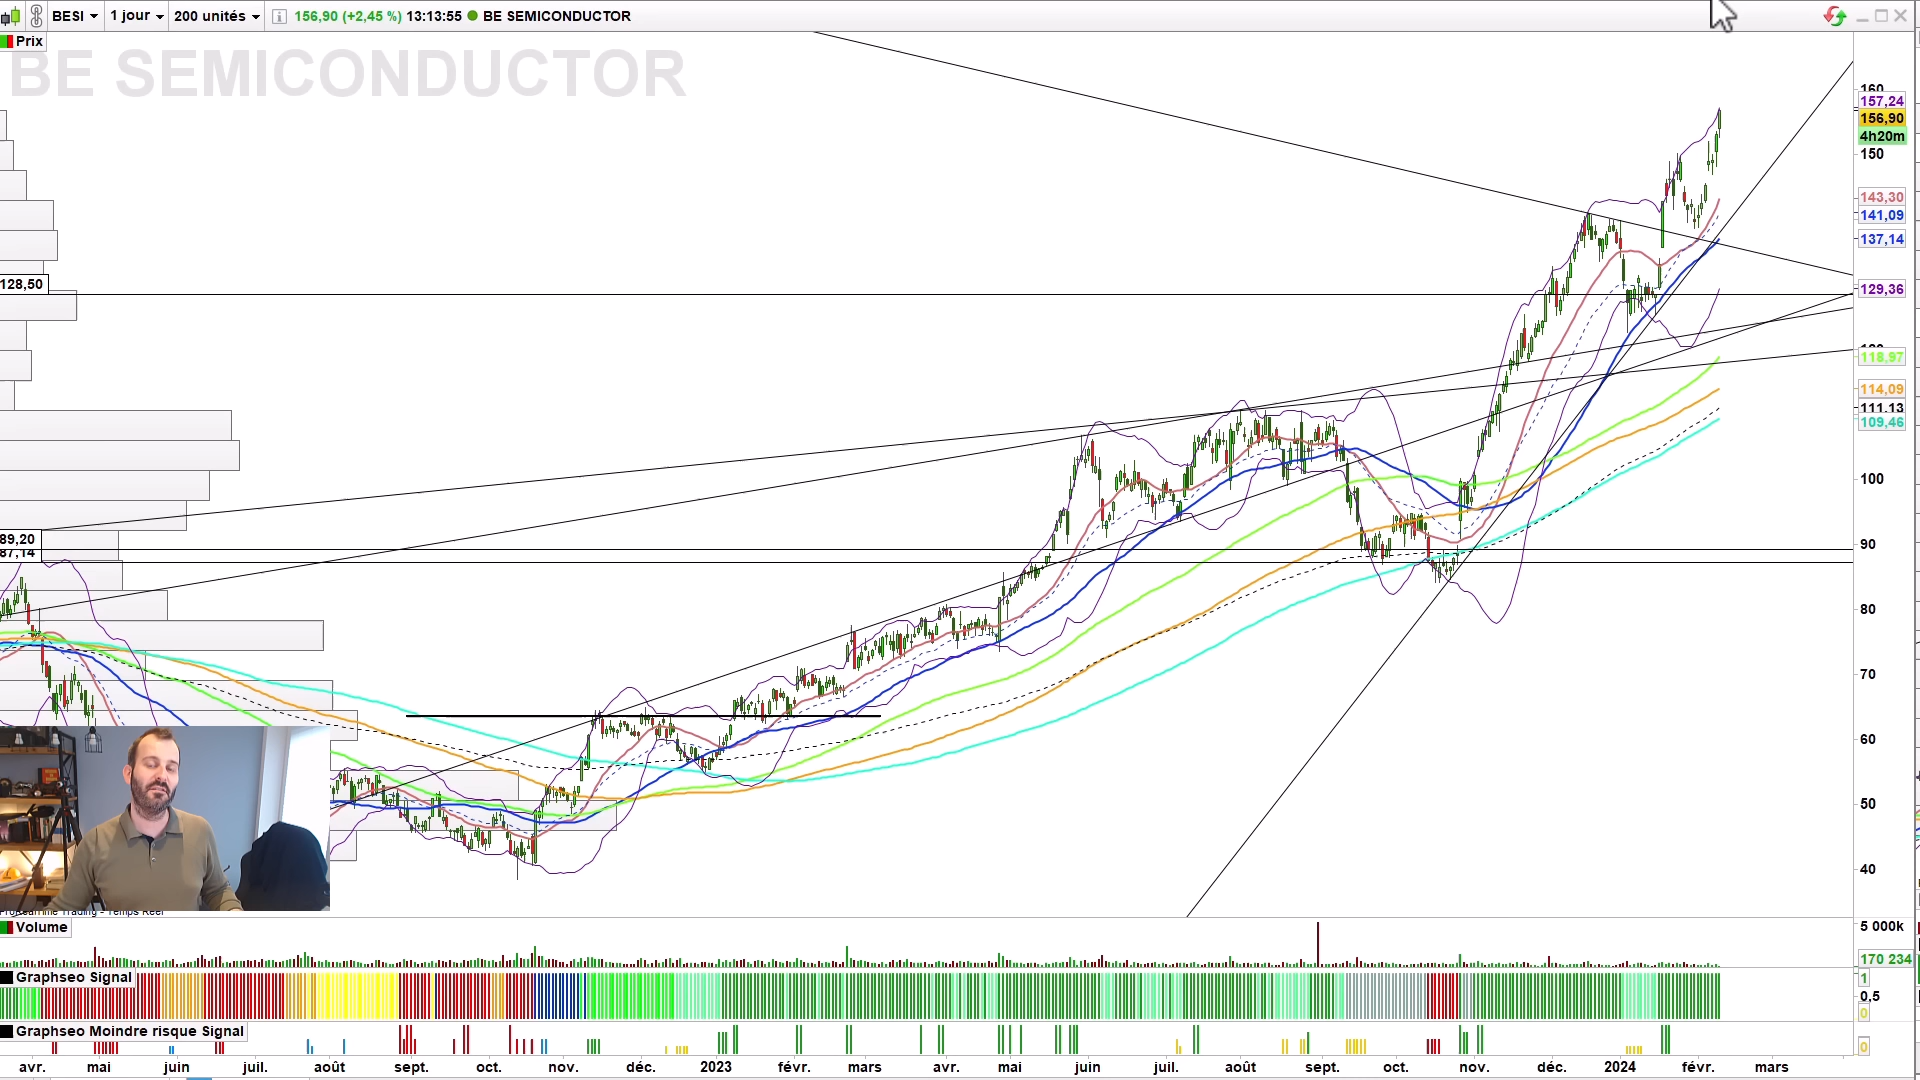 BESI 1 jour 200 unités 156,90 (+2,45 %) 13:13:55 BE SEMICONDUCTOR
Prix
BE SEMICONDUCTOR
160
157,24
156,90
4h20m
150
143,30
141,09
137,14
128,50
129,36
118,97
114,09
111,13
109,46
100
89,20
87,14
90
80
70
60
50
40
ProRealTime Trading - Temps Réel
Volume
5 000k
170 234
Graphseo Signal
1
0,5
0
Graphseo Moindre risque Signal
0
avr. mai juin juil. août sept. oct. nov. déc. 2023 févr. mars avr. mai juin juil. août sept. oct. nov. déc. 2024 févr. mars